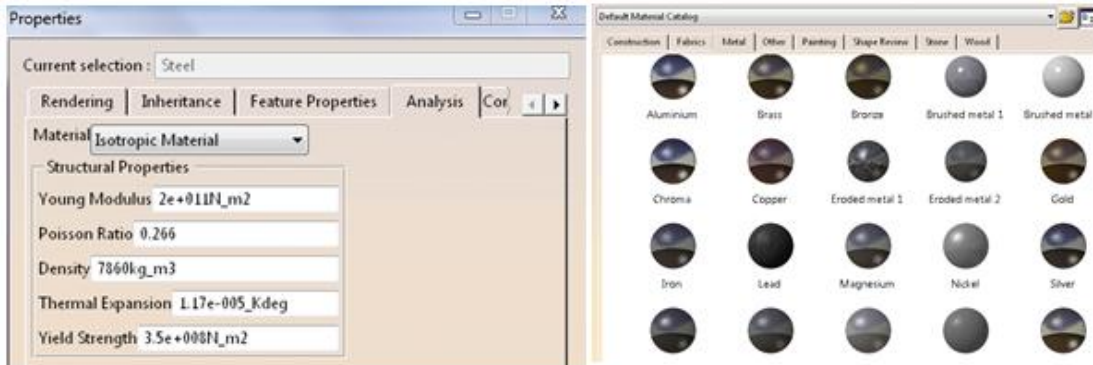 Properties
Current selection : Steel
Rendering Inheritance Feature Properties Analysis Cor
Material Isotropic Material
Structural Properties
Young Modulus 2e+011N_m2
Poisson Ratio 0.266
Density 7860kg_m3
Thermal Expansion 1.17e-005_Kdeg
Yield Strength 3.5e+008N_m2
Default Material Catalog
Construction Fabrics Metal Other Painting Shape Review Stone Wood
Aluminium Brass Bronze Brushed metal 1 Brushed metal
Chroma Copper Eroded metal 1 Eroded metal 2 Gold
Iron Lead Magnesium Nickel Silver